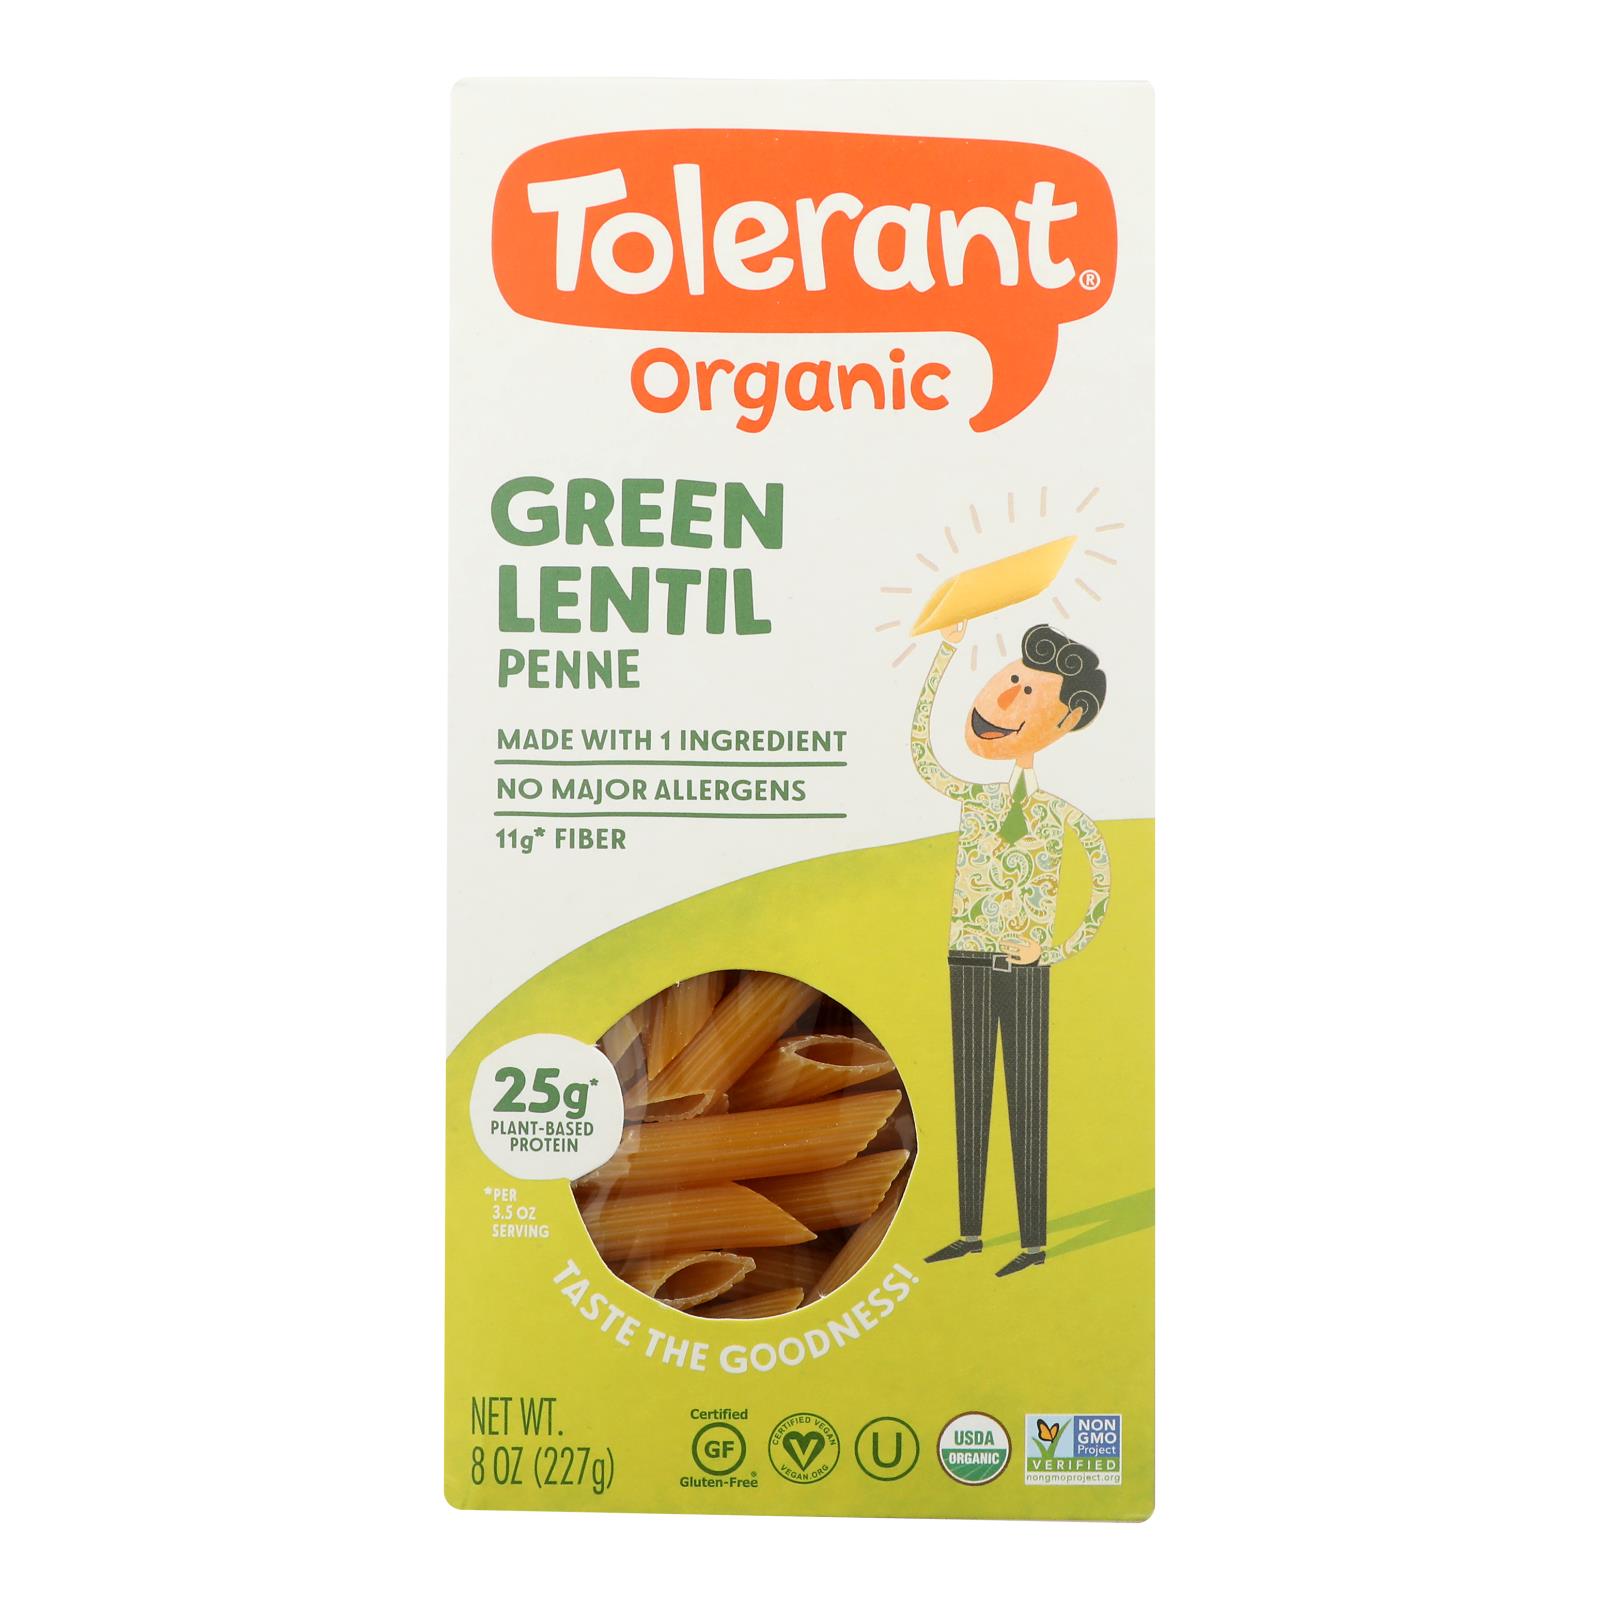 Tolerant®
Organic
GREEN
LENTIL
PENNE
MADE WITH 1 INGREDIENT
NO MAJOR ALLERGENS
11g* FIBER
25g*
PLANT-BASED
PROTEIN
*PER
3.5 OZ
SERVING
TASTE THE GOODNESS!
NET WT.
8 OZ (227g)
Certified
GF
Gluten-Free®
CERTIFIED VEGAN
V
VEGAN.ORG
U
USDA
ORGANIC
NON
GMO
Project
VERIFIED
nongmoproject.org